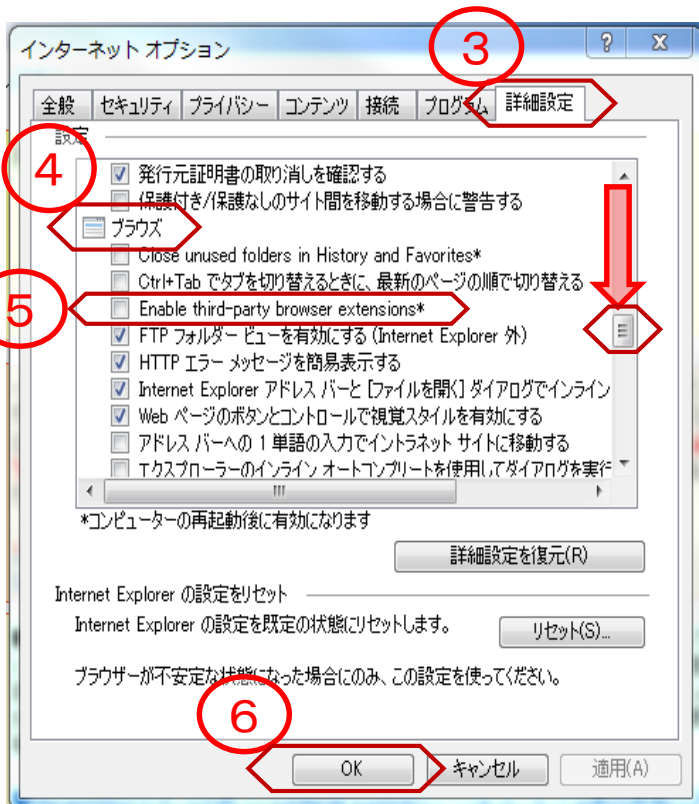 ③
インターネット オプション
全般 セキュリティ プライバシー コンテンツ 接続 プログラム 詳細設定
設定
④
発行元証明書の取り消しを確認する
保護付き/保護なしのサイト間を移動する場合に警告する
ブラウズ
Close unused folders in History and Favorites*
Ctrl+Tab でタブを切り替えるときに、最新のページの順で切り替える
⑤
Enable third-party browser extensions*
FTP フォルダー ビューを有効にする (Internet Explorer 外)
HTTP エラー メッセージを簡易表示する
Internet Explorer アドレス バーと [ファイルを開く] ダイアログでインライン
Web ページのボタンとコントロールで視覚スタイルを有効にする
アドレス バーへの 1 単語の入力でイントラネット サイトに移動する
エクスプローラーのインライン オートコンプリートを使用してダイアログを実行
*コンピューターの再起動後に有効になります
詳細設定を復元(R)
Internet Explorer の設定をリセット
Internet Explorer の設定を既定の状態にリセットします。
リセット(S)...
ブラウザーが不安定な状態になった場合にのみ、この設定を使ってください。
⑥
OK キャンセル 適用(A)